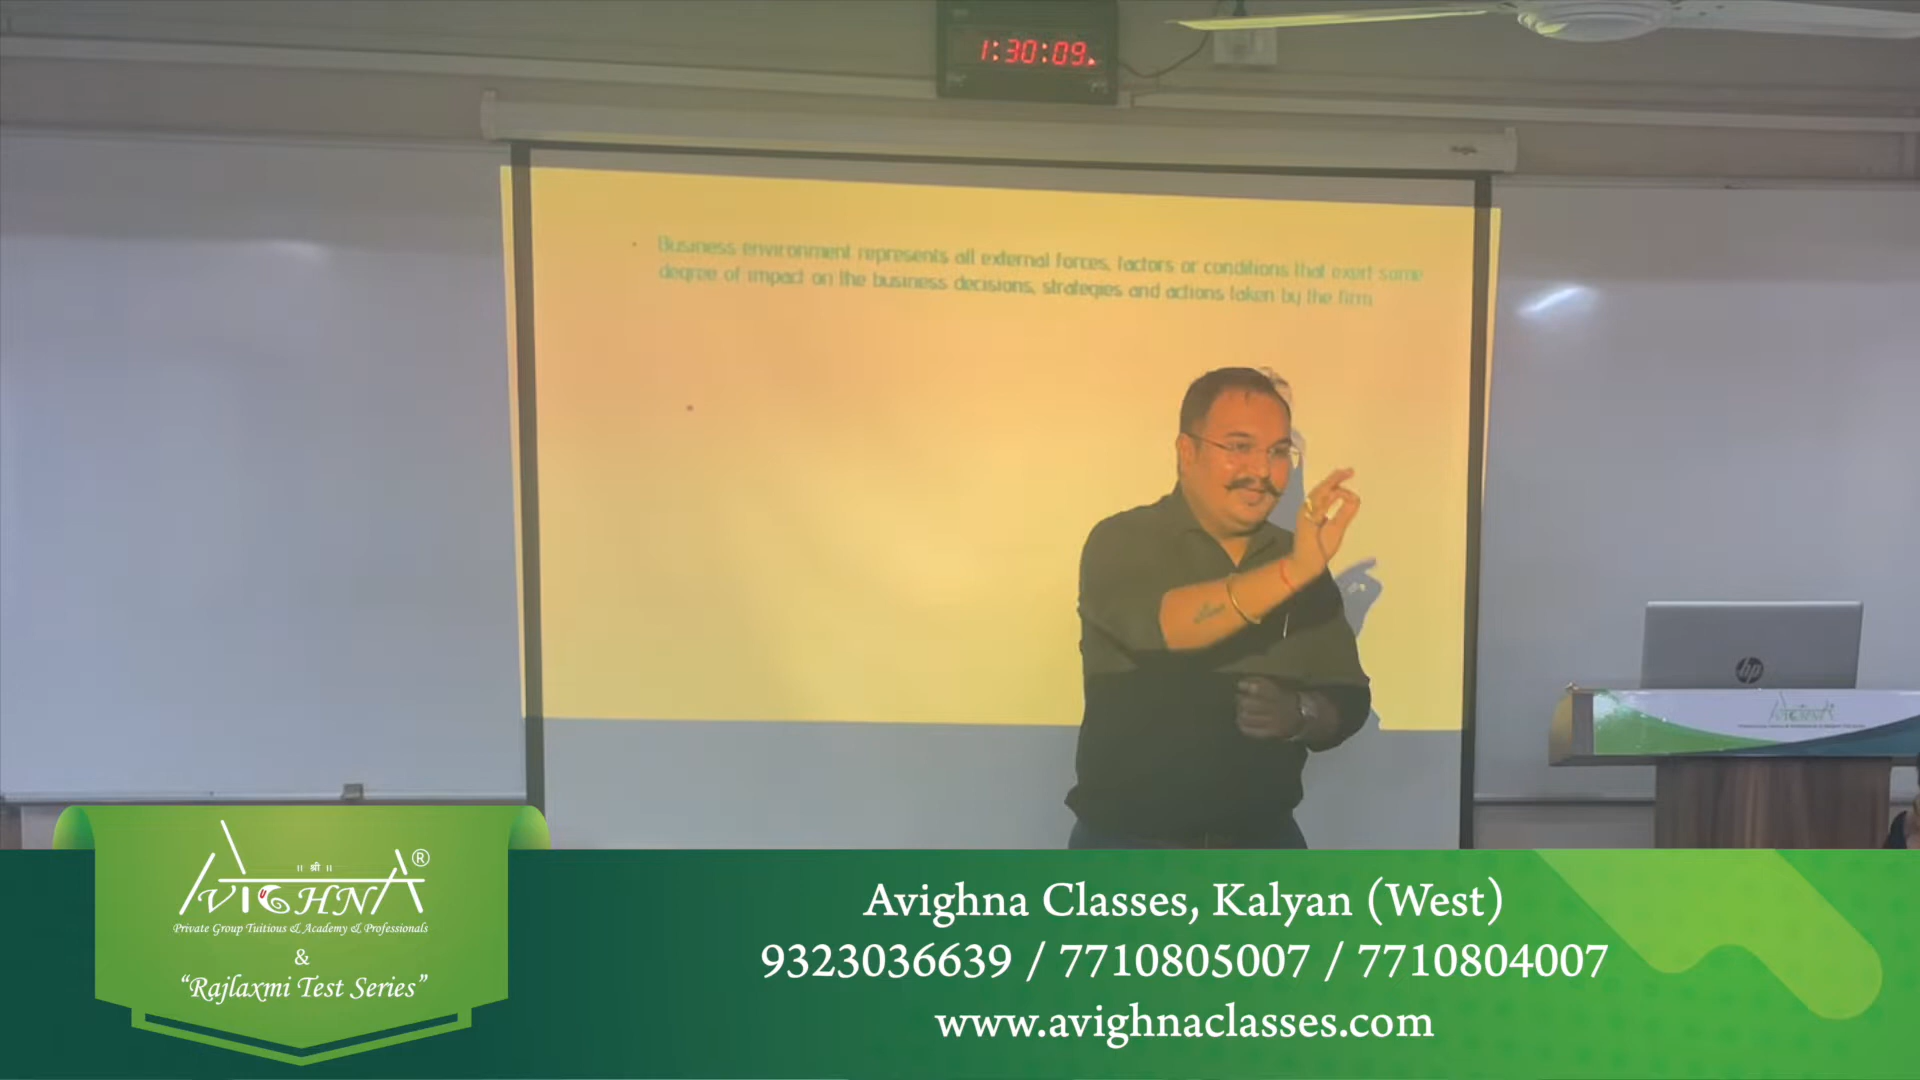 1:30:09
Business environment represents all external forces, factors or conditions that exert some
degree of impact on the business decisions, strategies and actions taken by the firm
hp
AVIGHNA
|| श्री ||
AVIGHNA®
Private Group Tuitions & Academy & Professionals
&
“Rajlaxmi Test Series”
Avighna Classes, Kalyan (West)
9323036639 / 7710805007 / 7710804007
www.avighnaclasses.com